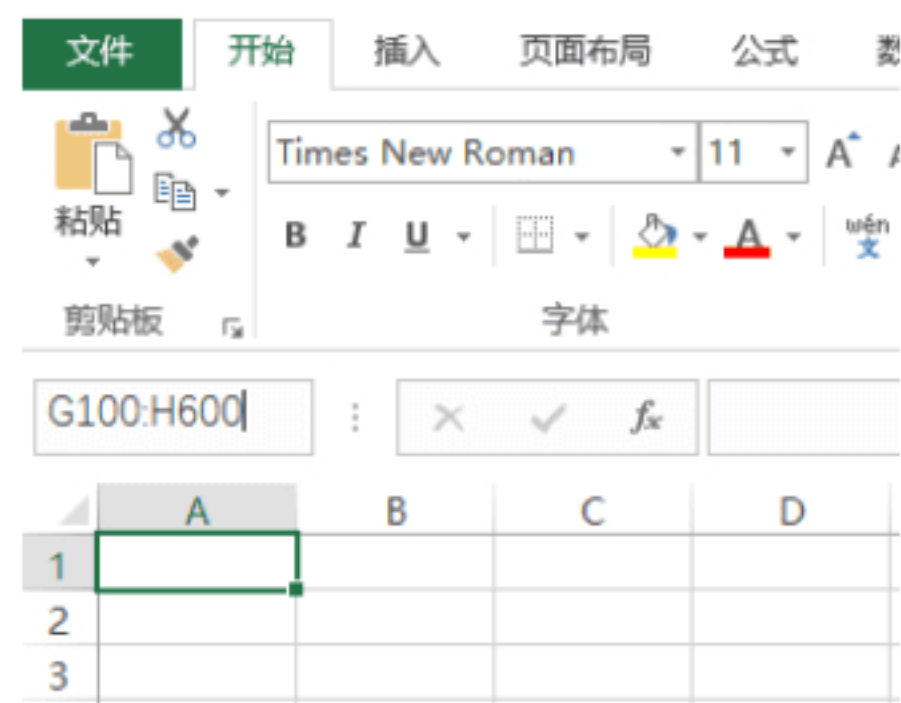 文件 开始 插入 页面布局 公式
Times New Roman 11 A
粘贴 B I U A wén 文
剪贴板 字体
G100:H600 fx
A B C D
1
2
3